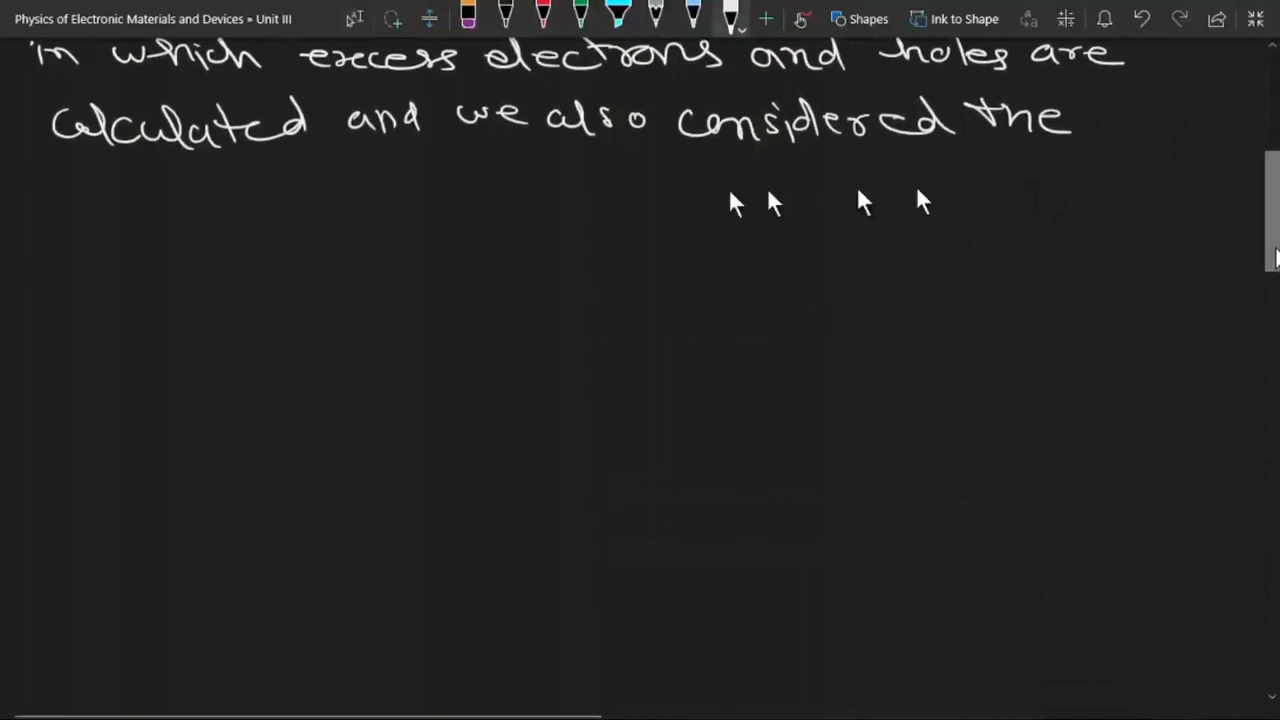 Physics of Electronic Materials and Devices » Unit III
Shapes
Ink to Shape
in which excess electrons and holes are
calculated and we also considered the